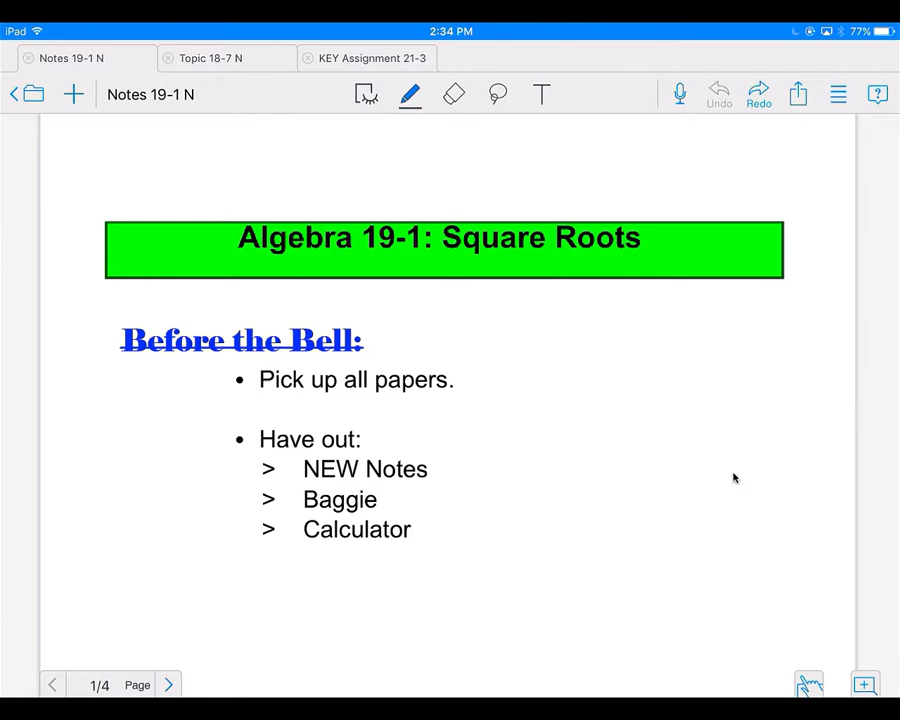 iPad 2:34 PM 77%
Notes 19-1 N Topic 18-7 N KEY Assignment 21-3
Notes 19-1 N T Undo Redo ?
Algebra 19-1: Square Roots
Before the Bell:
• Pick up all papers.
• Have out:
> NEW Notes
> Baggie
> Calculator
1/4 Page